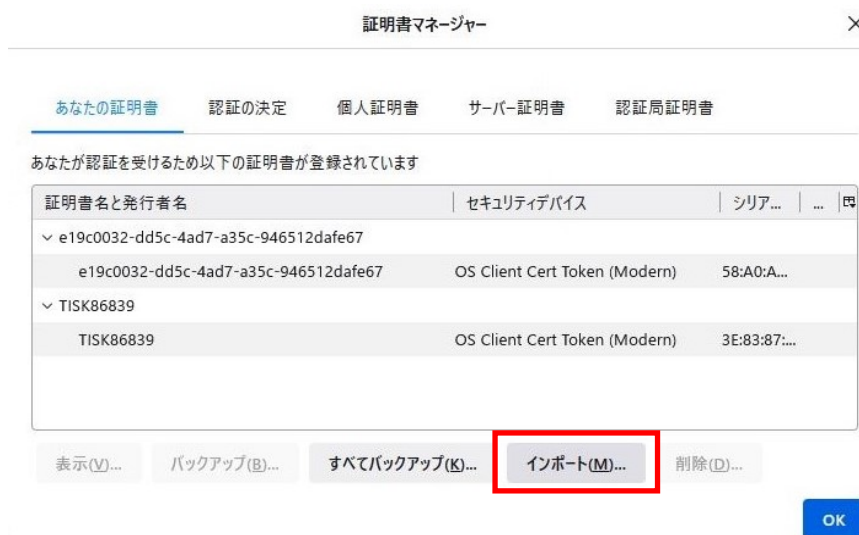 証明書マネージャー
あなたの証明書 認証の決定 個人証明書 サーバー証明書 認証局証明書
あなたが認証を受けるため以下の証明書が登録されています
証明書名と発行者名 セキュリティデバイス シリア... ...
e19c0032-dd5c-4ad7-a35c-946512dafe67
e19c0032-dd5c-4ad7-a35c-946512dafe67 OS Client Cert Token (Modern) 58:A0:A...
TISK86839
TISK86839 OS Client Cert Token (Modern) 3E:83:87:...
表示(V)... バックアップ(B)... すべてバックアップ(K)... インポート(M)... 削除(D)...
OK